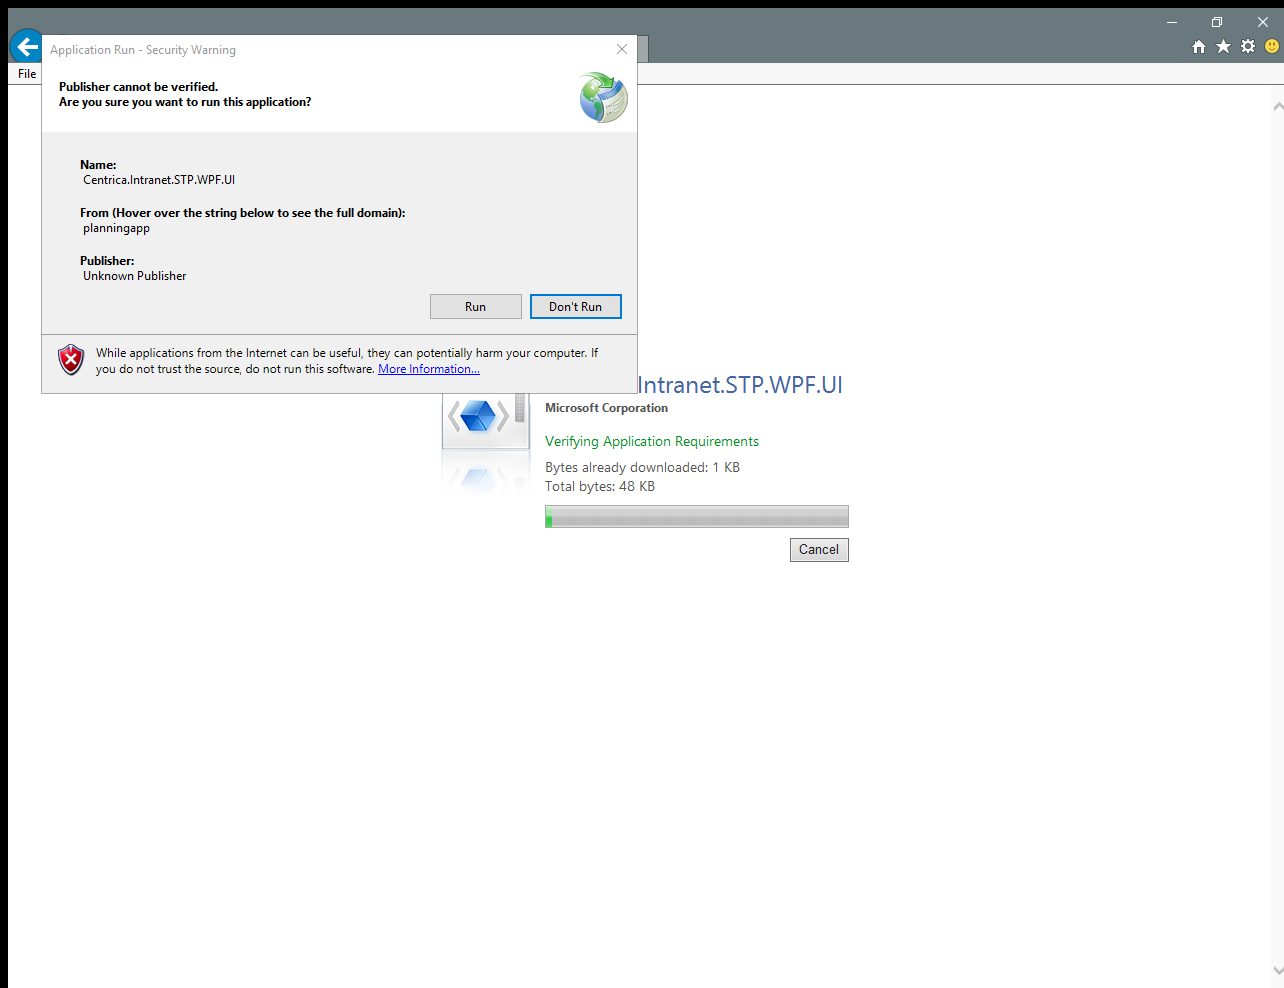 Application Run - Security Warning
File
Publisher cannot be verified.
Are you sure you want to run this application?
Name:
Centrica.Intranet.STP.WPF.UI
From (Hover over the string below to see the full domain):
planningapp
Publisher:
Unknown Publisher
Run
Don't Run
While applications from the Internet can be useful, they can potentially harm your computer. If
you do not trust the source, do not run this software. More Information...
Intranet.STP.WPF.UI
Microsoft Corporation
Verifying Application Requirements
Bytes already downloaded: 1 KB
Total bytes: 48 KB
Cancel